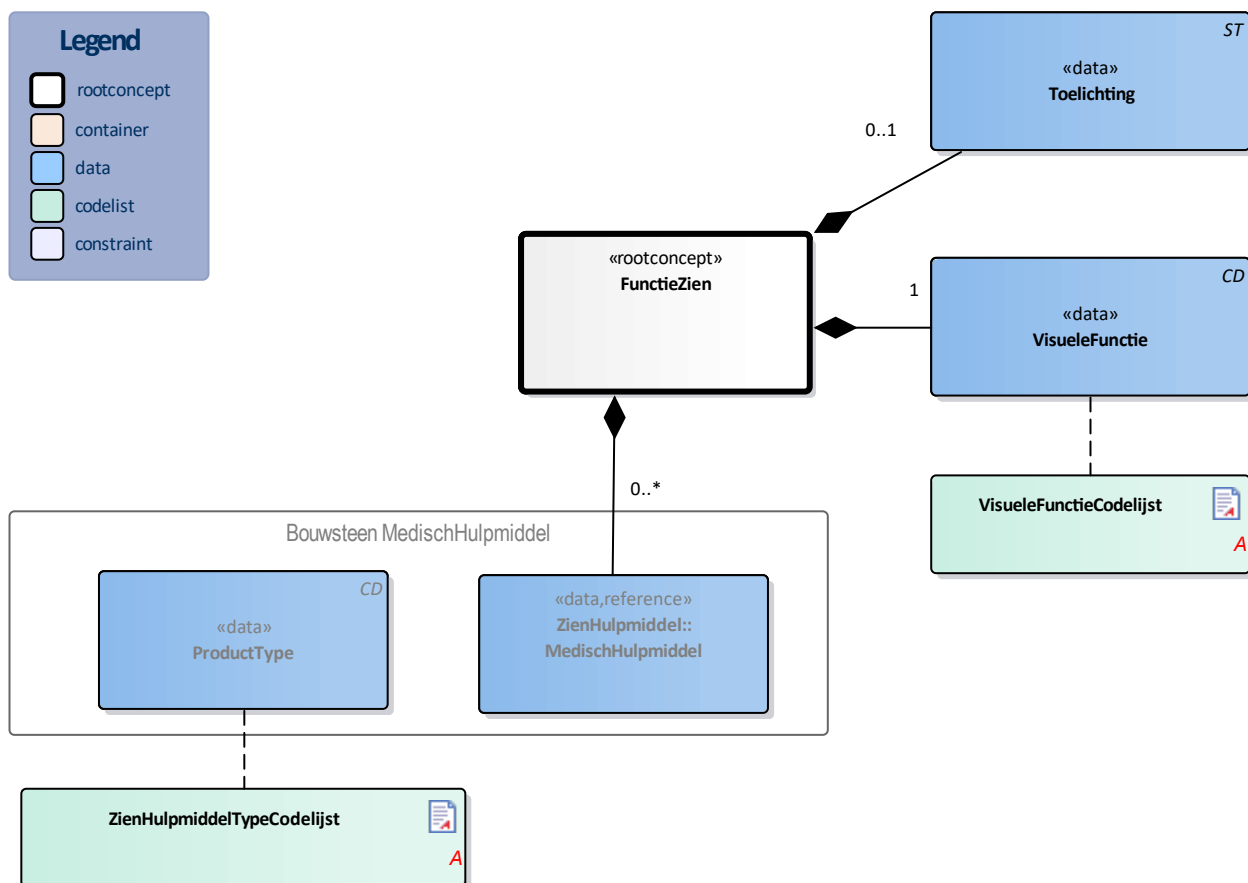 Legend
rootconcept
container
data
codelist
constraint
ST
«data»
Toelichting
0..1
«rootconcept»
FunctieZien
1
CD
«data»
VisueleFunctie
0..*
VisueleFunctieCodelijst
A
Bouwsteen MedischHulpmiddel
CD
«data»
ProductType
«data,reference»
ZienHulpmiddel::
MedischHulpmiddel
ZienHulpmiddelTypeCodelijst
A